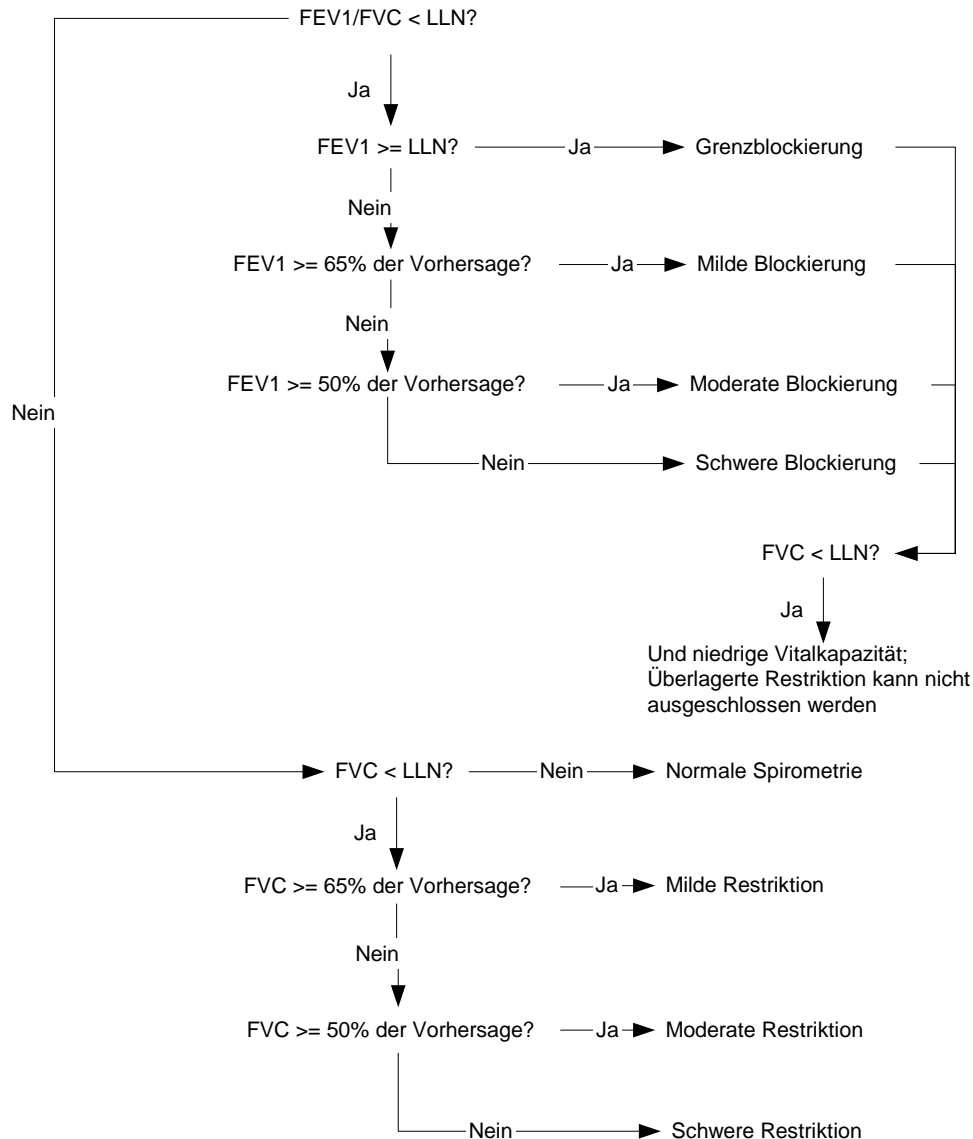 FEV1/FVC < LLN?
Ja
FEV1 >= LLN?
Ja
Grenzblockierung
Nein
FEV1 >= 65% der Vorhersage?
Ja
Milde Blockierung
Nein
FEV1 >= 50% der Vorhersage?
Ja
Moderate Blockierung
Nein
Nein
Schwere Blockierung
FVC < LLN?
Ja
Und niedrige Vitalkapazität;
Überlagerte Restriktion kann nicht
ausgeschlossen werden
FVC < LLN?
Nein
Normale Spirometrie
Ja
FVC >= 65% der Vorhersage?
Ja
Milde Restriktion
Nein
FVC >= 50% der Vorhersage?
Ja
Moderate Restriktion
Nein
Schwere Restriktion